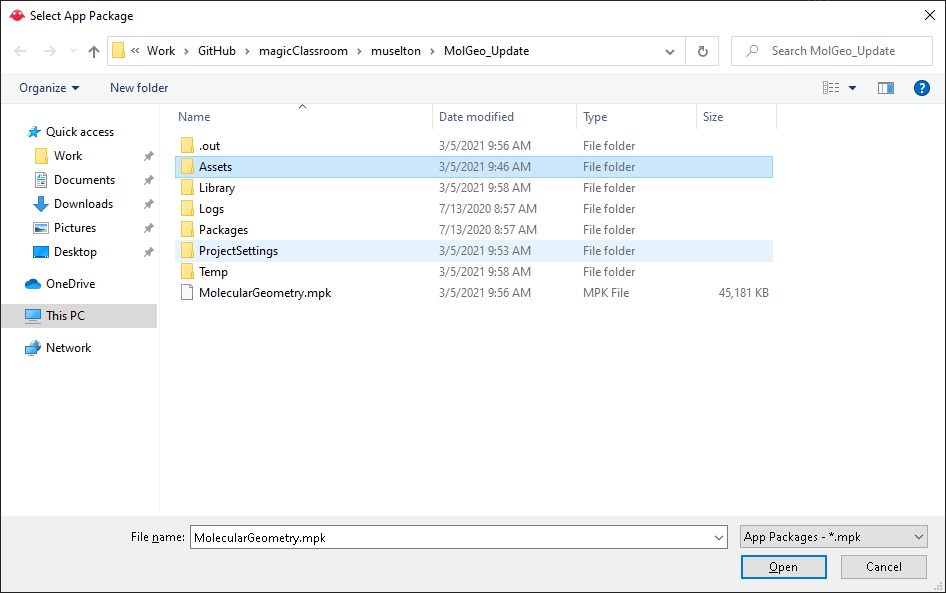 Select App Package
« Work › GitHub › magicClassroom › muselton › MolGeo_Update
Search MolGeo_Update
Organize
New folder
?
Name Date modified Type Size
Quick access
Work
Documents
Downloads
Pictures
Desktop
OneDrive
This PC
Network
.out 3/5/2021 9:56 AM File folder
Assets 3/5/2021 9:46 AM File folder
Library 3/5/2021 9:58 AM File folder
Logs 7/13/2020 8:57 AM File folder
Packages 7/13/2020 8:57 AM File folder
ProjectSettings 3/5/2021 9:53 AM File folder
Temp 3/5/2021 9:58 AM File folder
MolecularGeometry.mpk 3/5/2021 9:56 AM MPK File 45,181 KB
File name: MolecularGeometry.mpk
App Packages - *.mpk
Open
Cancel